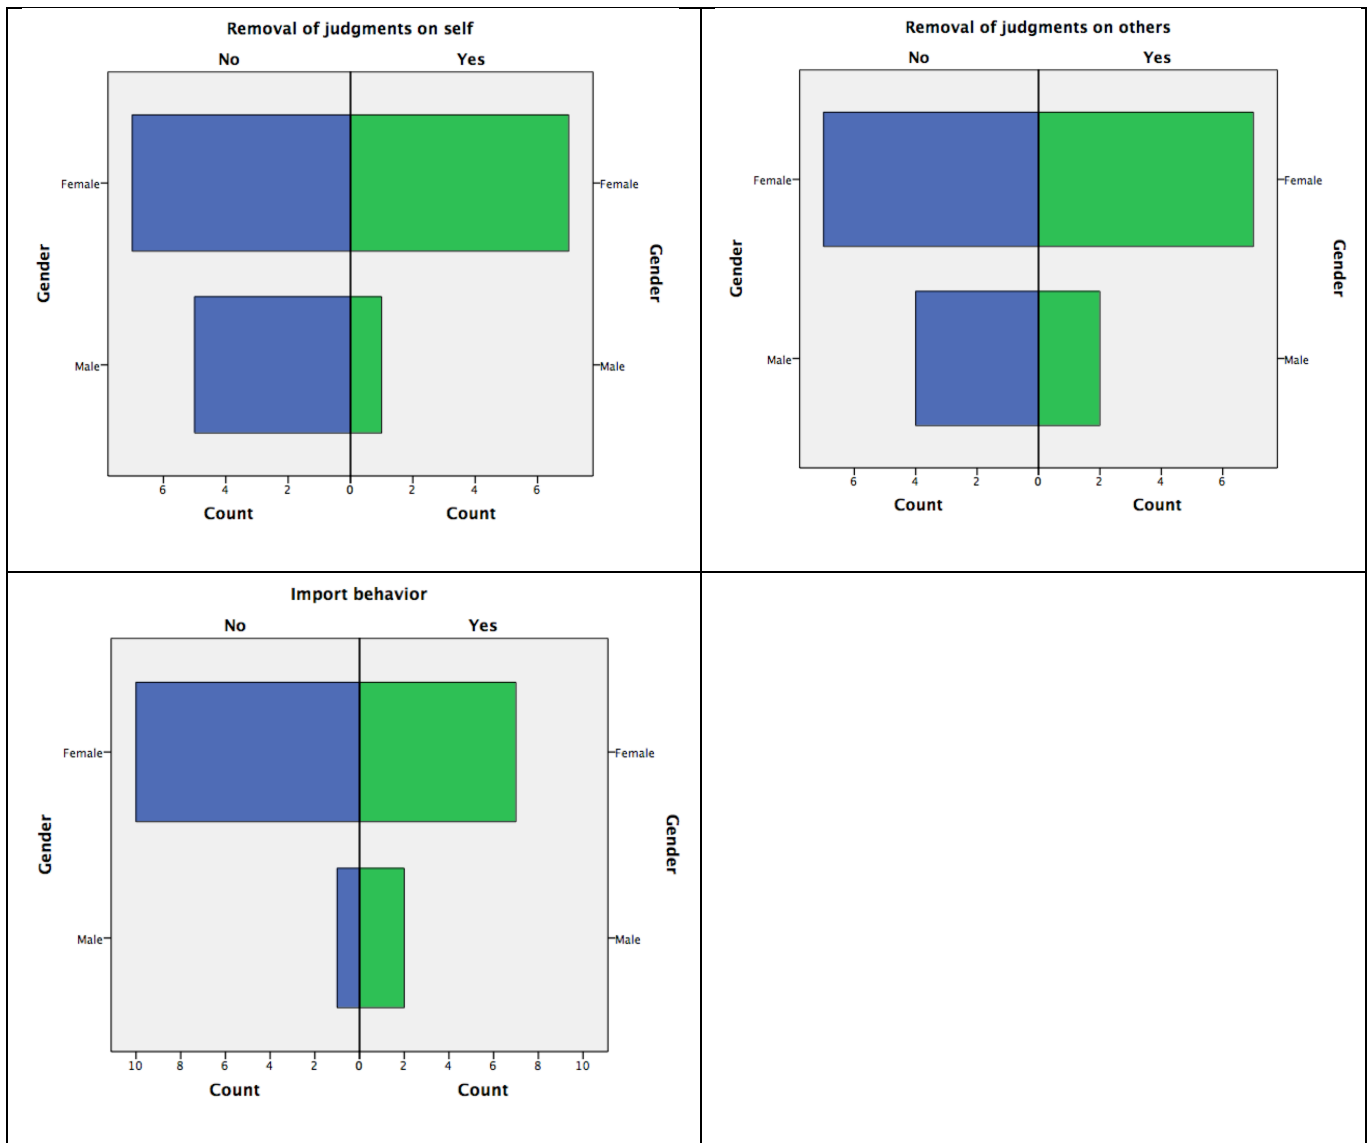 Removal of judgments on self
No Yes
Female Female
Gender Gender
Male Male
6 4 2 0 2 4 6
Count Count
Removal of judgments on others
No Yes
Female Female
Gender Gender
Male Male
6 4 2 0 2 4 6
Count Count
Import behavior
No Yes
Female Female
Gender Gender
Male Male
10 8 6 4 2 0 2 4 6 8 10
Count Count